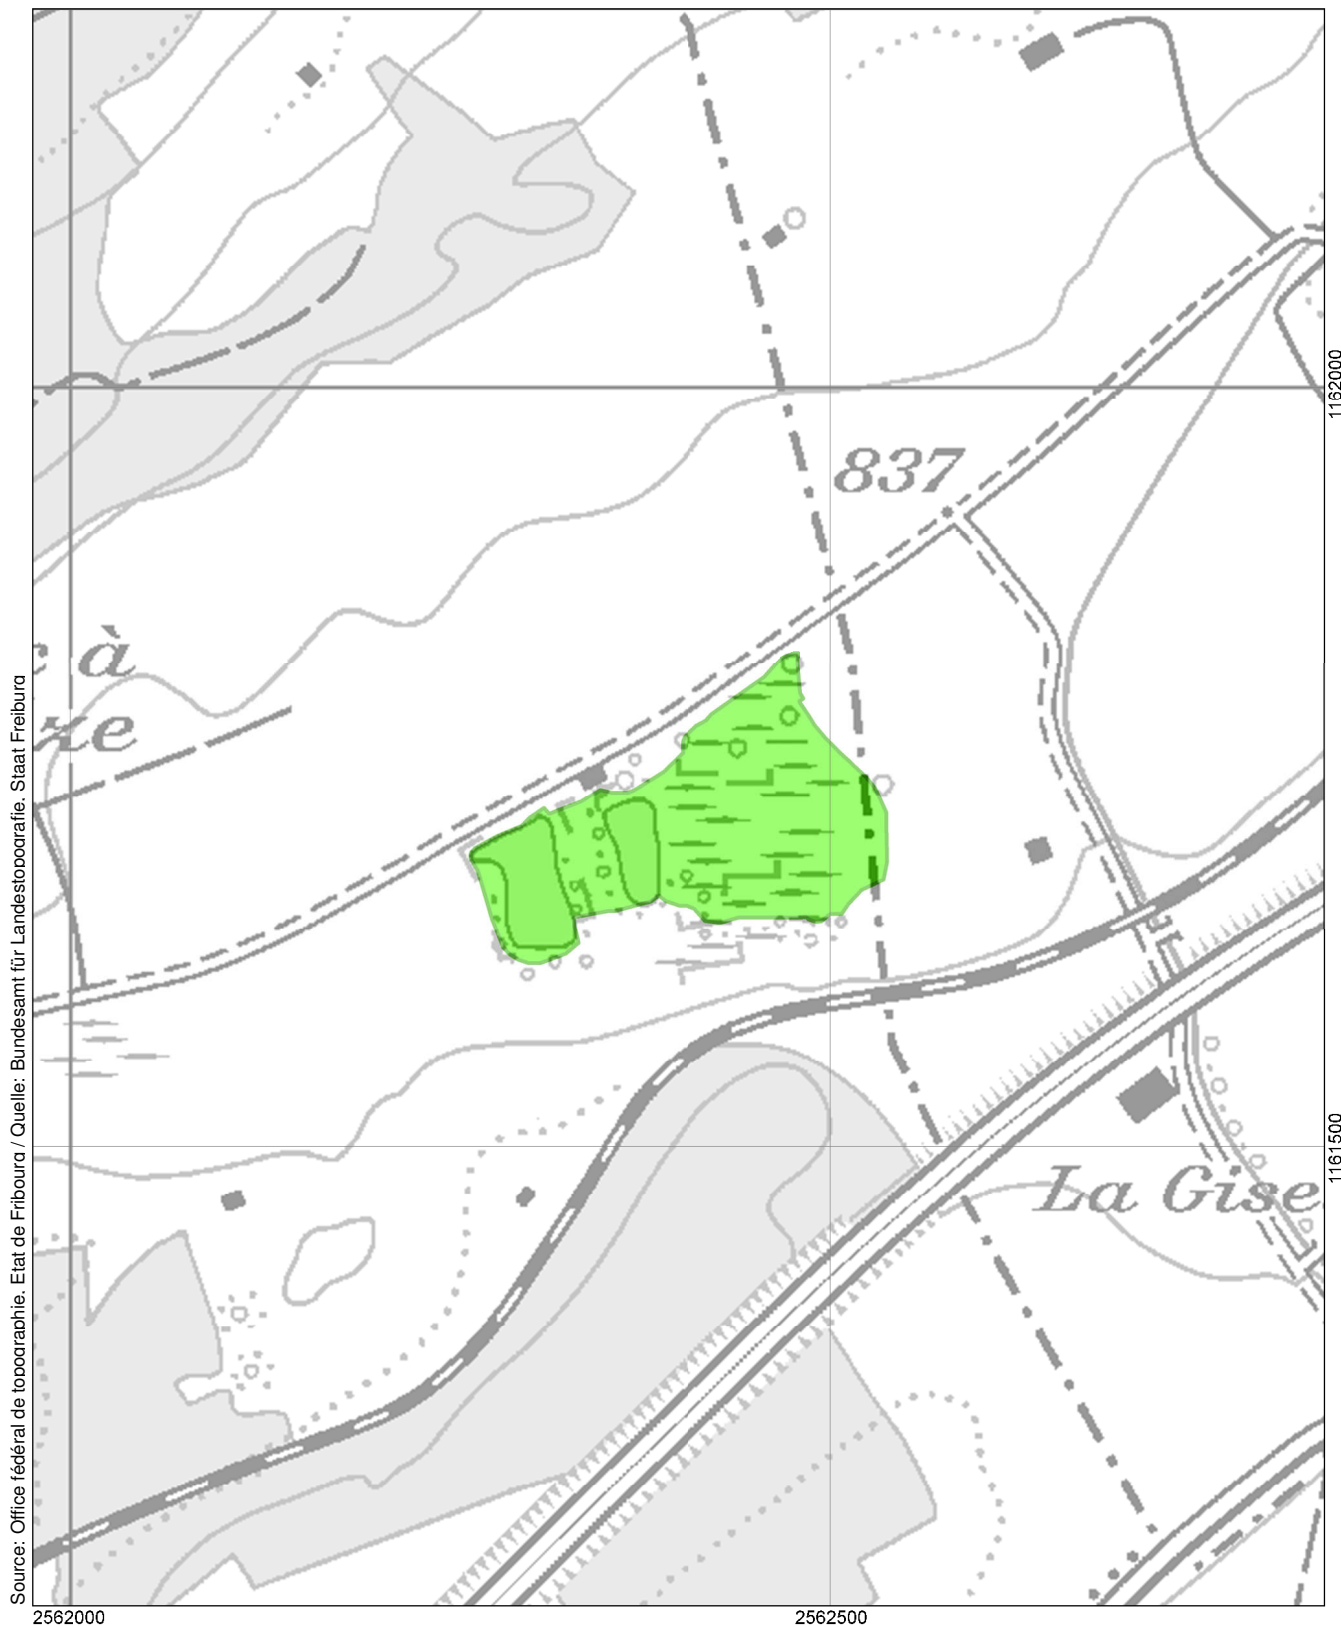 837
à
La Gise
1162000
1161500
2562000
2562500
Source: Office fédéral de topographie. Etat de Fribourg / Quelle: Bundesamt für Landestopografie. Staat Freiburg